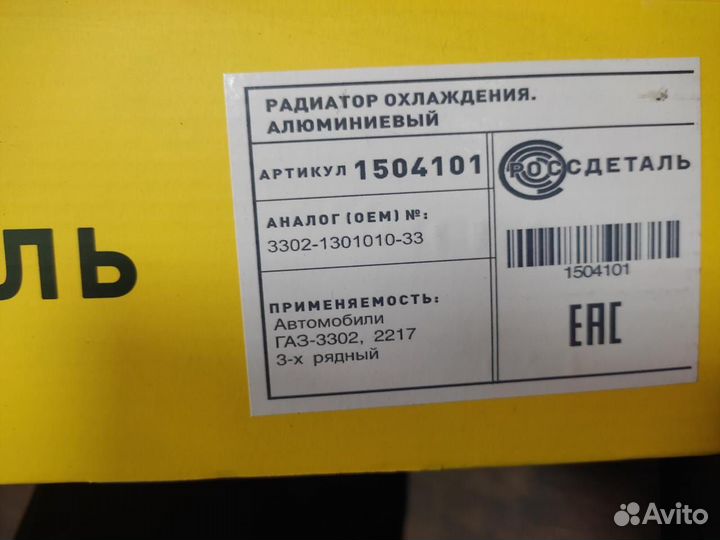 РАДИАТОР ОХЛАЖДЕНИЯ.
АЛЮМИНИЕВЫЙ
АРТИКУЛ 1504101
РОССДЕТАЛЬ
АНАЛОГ (OEM) №:
3302-1301010-33
1504101
ПРИМЕНЯЕМОСТЬ:
Автомобили
ГАЗ-3302, 2217
3-х рядный
EAC
ЛЬ
Avito